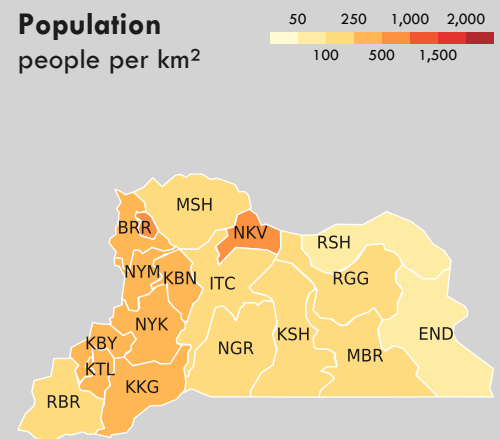 Population
people per km²
50 250 1,000 2,000
100 500 1,500
MSH
BRR
NKV
RSH
NYM
KBN
ITC
RGG
NYK
KSH
END
KBY
NGR
MBR
KTL
KKG
RBR